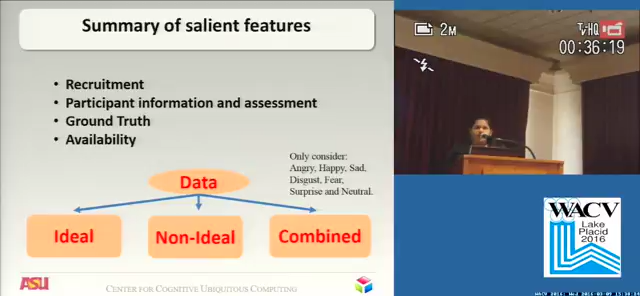 Summary of salient features
• Recruitment
• Participant information and assessment
• Ground Truth
• Availability
Only consider:
Angry, Happy, Sad,
Disgust, Fear,
Surprise and Neutral.
Data
Ideal
Non-Ideal
Combined
ASU
CENTER FOR COGNITIVE UBIQUITOUS COMPUTING
2M
HQ
00:36:19
WACV
Lake
Placid
2016